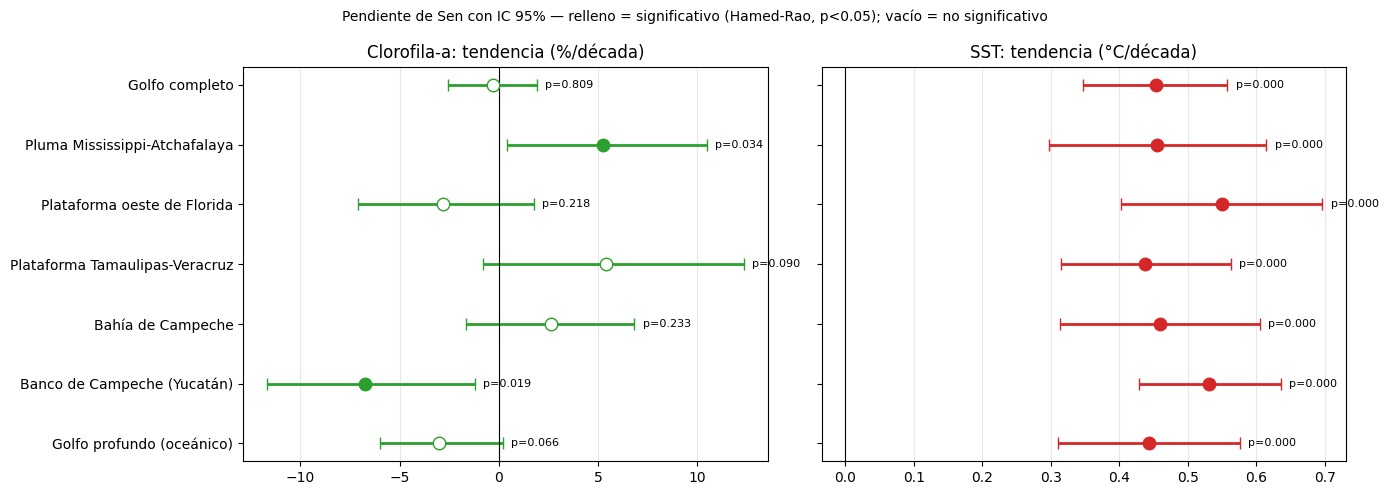 Pendiente de Sen con IC 95% — relleno = significativo (Hamed-Rao, p<0.05); vacío = no significativo
Clorofila-a: tendencia (%/década)
SST: tendencia (°C/década)
Golfo completo
p=0.809
p=0.000
Pluma Mississippi-Atchafalaya
p=0.034
p=0.000
Plataforma oeste de Florida
p=0.218
p=0.000
Plataforma Tamaulipas-Veracruz
p=0.090
p=0.000
Bahía de Campeche
p=0.233
p=0.000
Banco de Campeche (Yucatán)
p=0.019
p=0.000
Golfo profundo (oceánico)
p=0.066
p=0.000
−10 −5 0 5 10
0.0 0.1 0.2 0.3 0.4 0.5 0.6 0.7